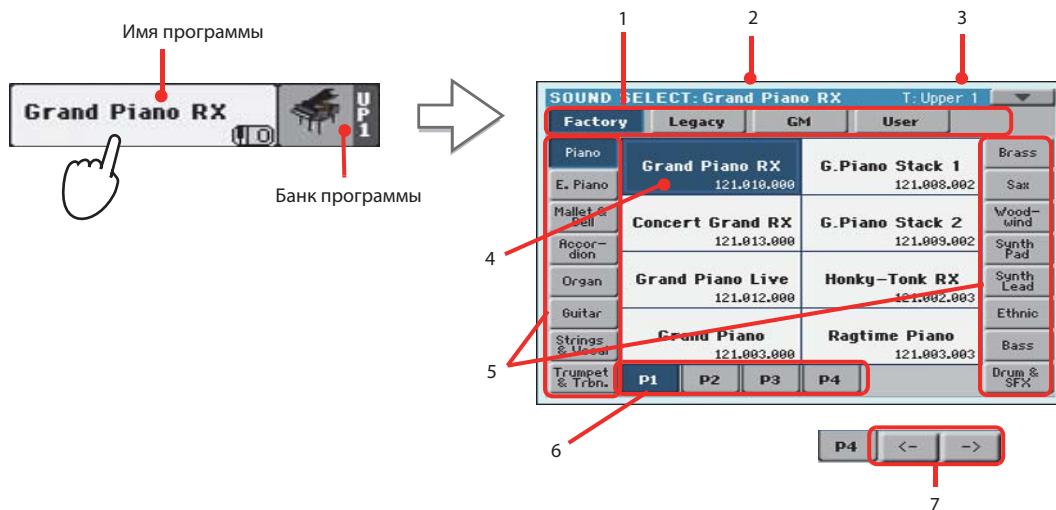 Имя программы
Grand Piano RX
UP1
Банк программы
1
2
3
SOUND SELECT: Grand Piano RX T: Upper 1
Factory Legacy GM User
Piano
E. Piano
Mallet & Bell
Accor-
dion
Organ
Guitar
Strings
& Vocal
Trumpet
& Trbn.
Grand Piano RX
121.010.000
G.Piano Stack 1
121.008.002
Concert Grand RX
121.013.000
G.Piano Stack 2
121.009.002
Grand Piano Live
121.012.000
Honky-Tonk RX
121.002.003
Grand Piano
121.003.000
Ragtime Piano
121.003.003
Brass
Sax
Wood-
wind
Synth
Pad
Synth
Lead
Ethnic
Bass
Drum &
SFX
P1 P2 P3 P4
4
5
6
P4 <- ->
7